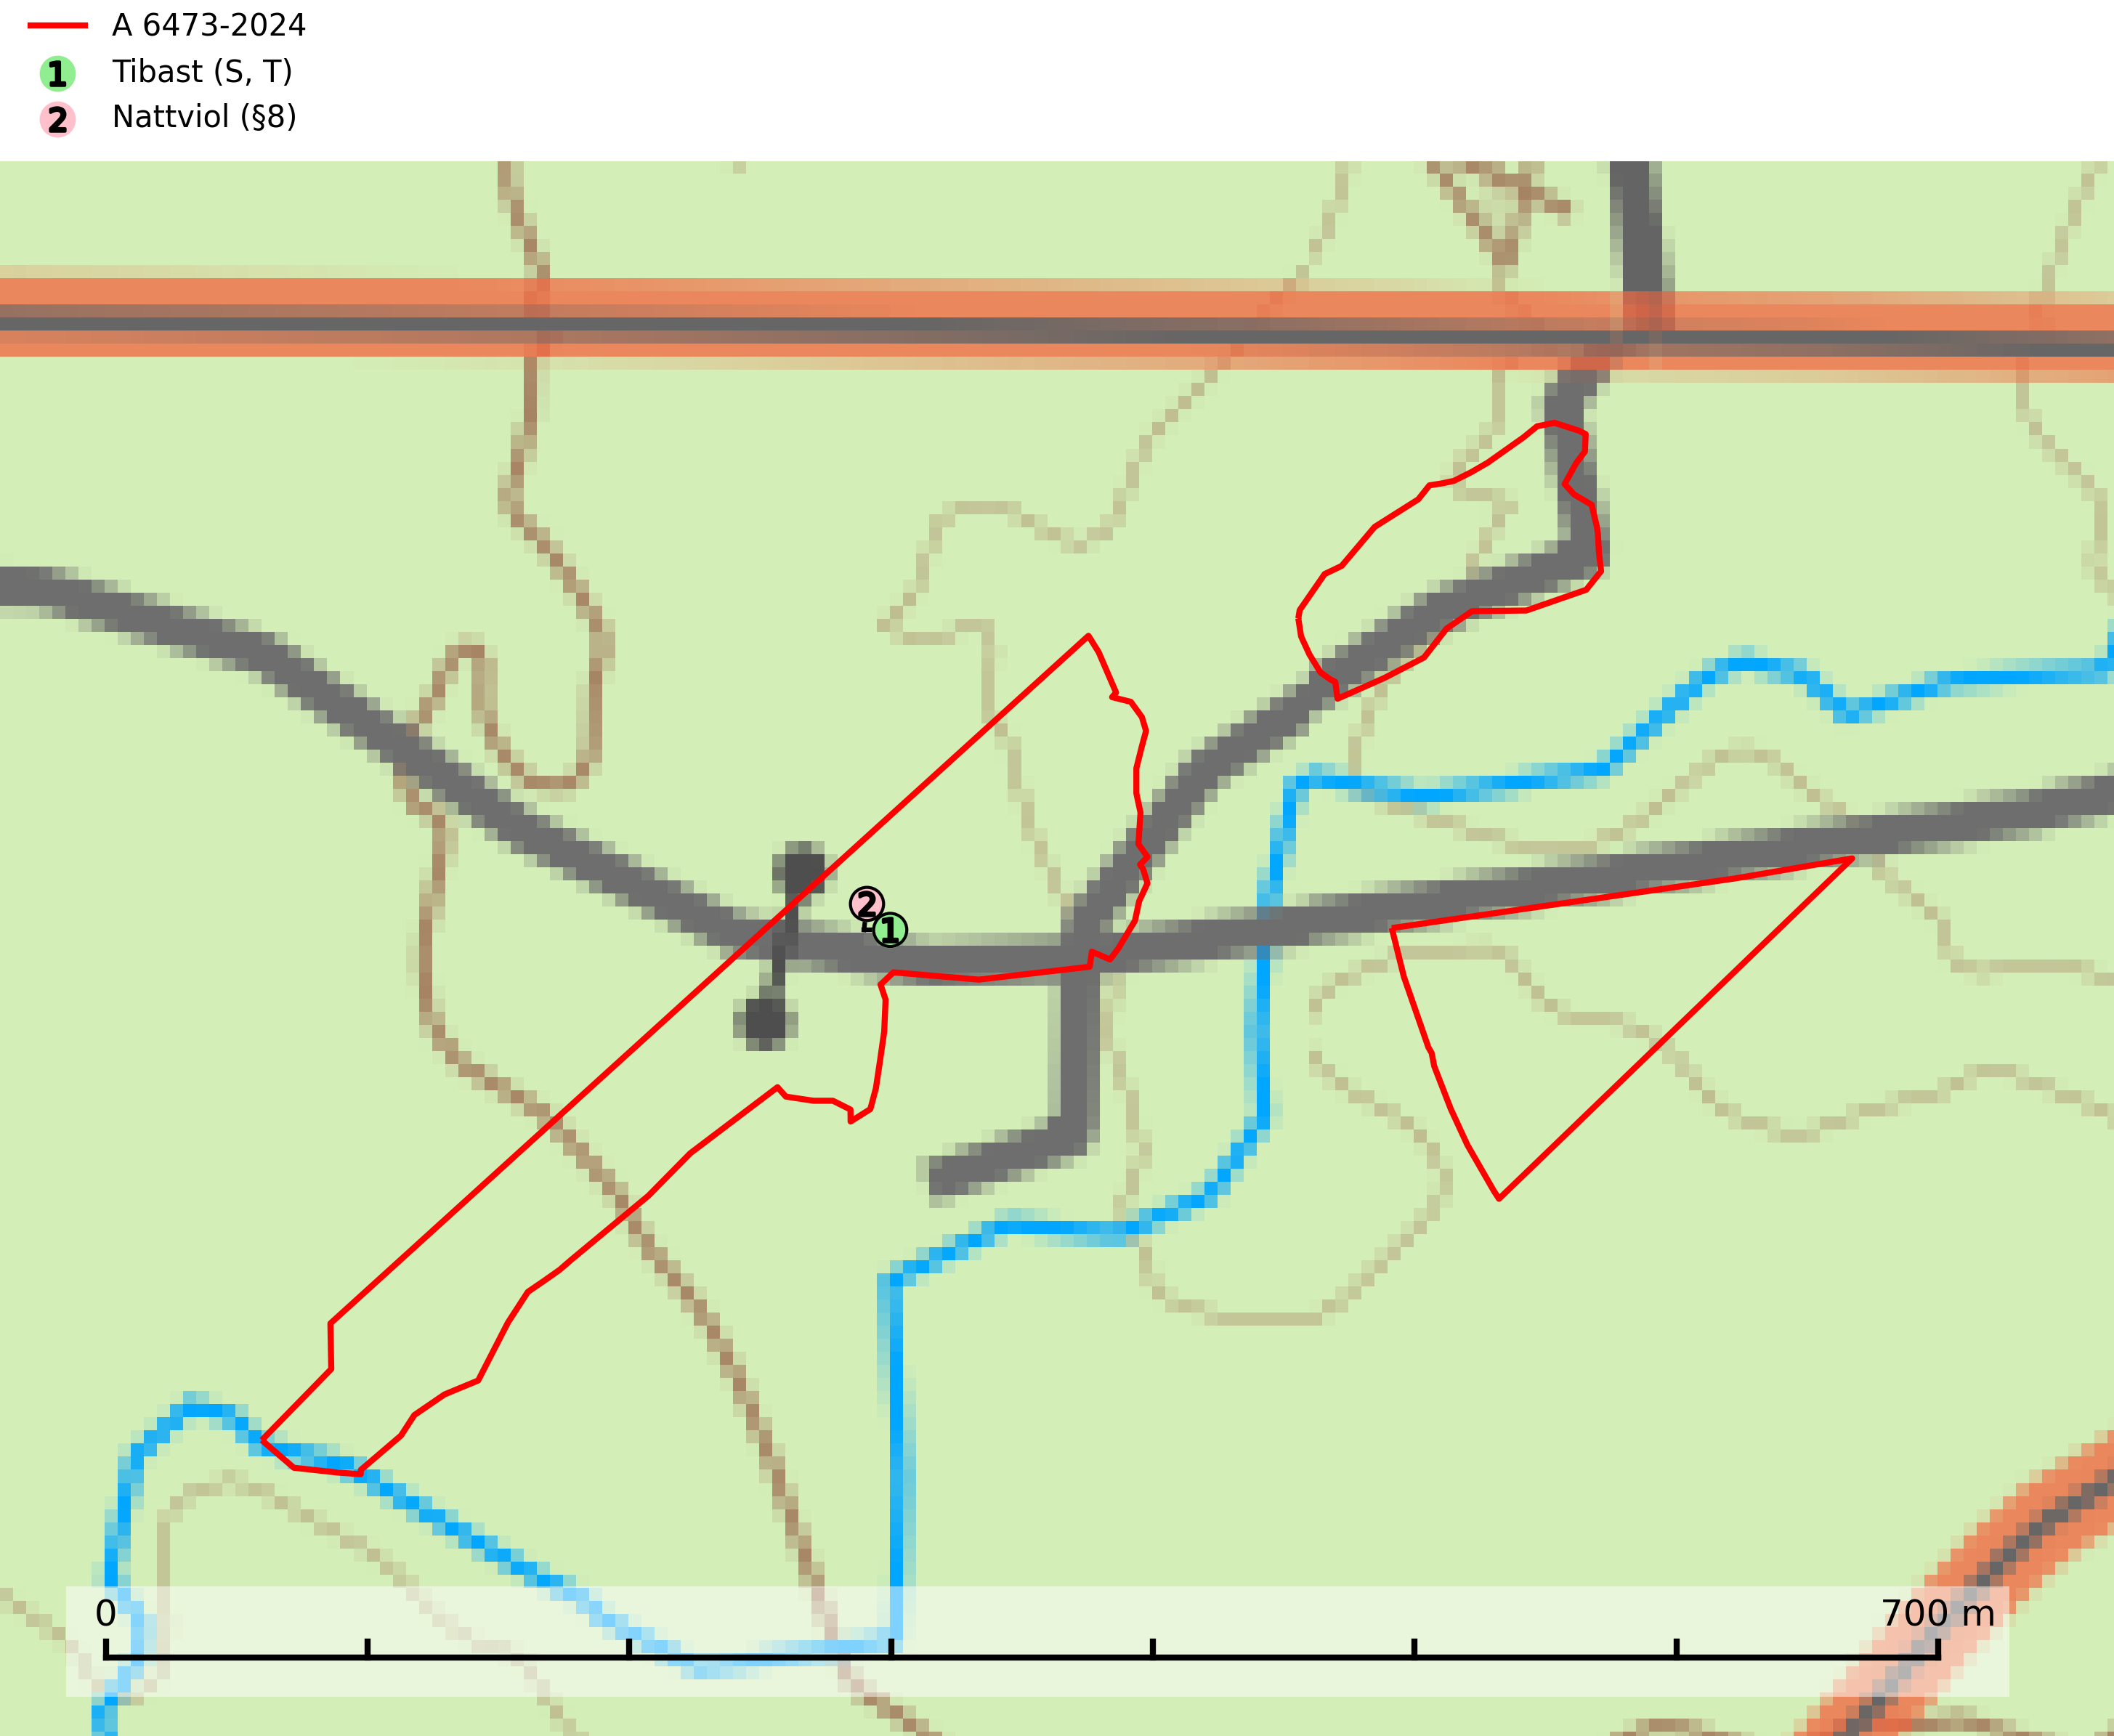 A 6473-2024
1 Tibast (S, T)
2 Nattviol (§8)
2
1
0 700 m